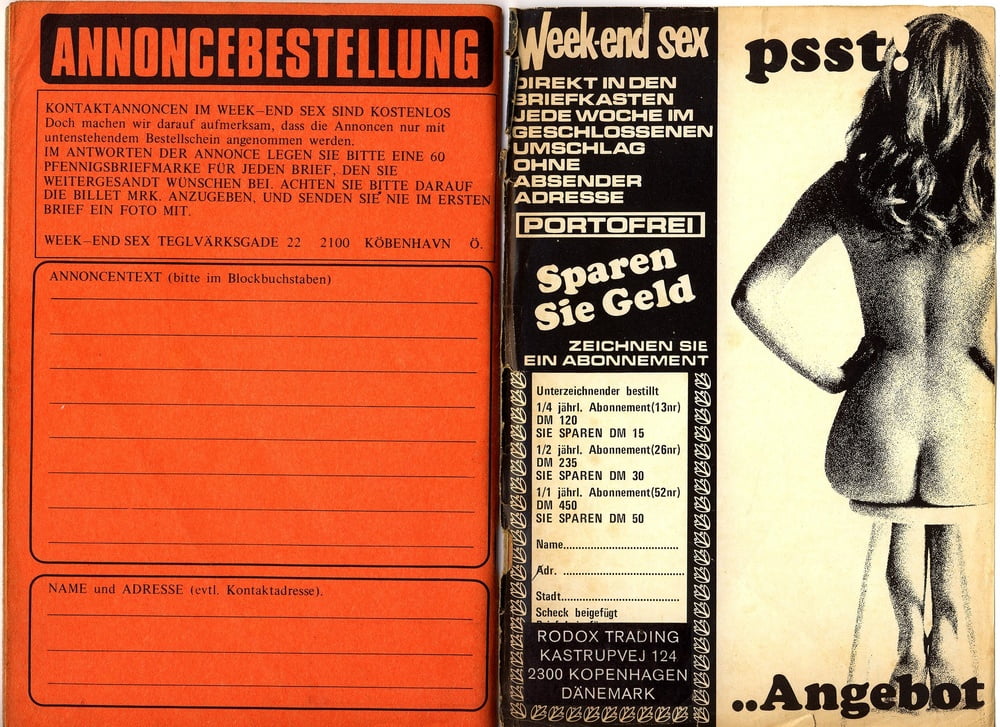 ANNONCEBESTELLUNG
KONTAKTANNONCEN IM WEEK—END SEX SIND KOSTENLOS
Doch machen wir darauf aufmerksam, dass die Annoncen nur mit
untenstehendem Bestellschein angenommen werden.
IM ANTWORTEN DER ANNONCE LEGEN SIE BITTE EINE 60
PFENNIGSBRIEFMARKE FÜR JEDEN BRIEF, DEN SIE
WEITERGESANDT WÜNSCHEN BEI. ACHTEN SIE BITTE DARAUF
DIE BILLET MRK. ANZUGEBEN, UND SENDEN SIE NIE IM ERSTEN
BRIEF EIN FOTO MIT.
WEEK—END SEX TEGLVÄRKSGADE 22 2100 KÖBENHAVN Ö.
ANNONCENTEXT (bitte im Blockbuchstaben)
NAME und ADRESSE (evtl. Kontaktadresse).
Week-end sex
DIREKT IN DEN
BRIEFKASTEN
JEDE WOCHE IM
GESCHLOSSENEN
UMSCHLAG
OHNE
ABSENDER
ADRESSE
PORTOFREI
Sparen
Sie Geld
ZEICHNEN SIE
EIN ABONNEMENT
Unterzeichnender bestillt
1/4 jährl. Abonnement(13nr)
DM 120
SIE SPAREN DM 15
1/2 jährl. Abonnement(26nr)
DM 235
SIE SPAREN DM 30
1/1 jährl. Abonnement(52nr)
DM 450
SIE SPAREN DM 50
Name
Adr.
Stadt
Scheck beigefügt
RODOX TRADING
KASTRUPVEJ 124
2300 KOPENHAGEN
DÄNEMARK
psst!
..Angebot